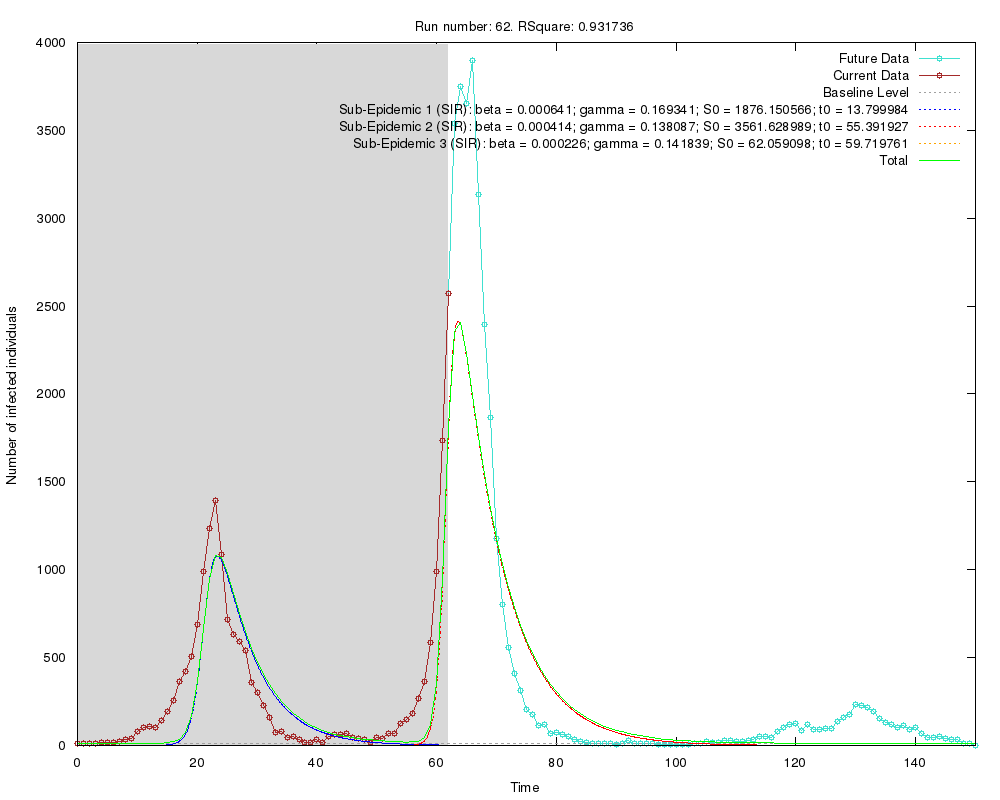 Run number: 62. RSquare: 0.931736
4000
3500
3000
2500
2000
1500
1000
500
0
Number of infected individuals
Future Data
Current Data
Baseline Level
Sub-Epidemic 1 (SIR): beta = 0.000641; gamma = 0.169341; S0 = 1876.150566; t0 = 13.799984
Sub-Epidemic 2 (SIR): beta = 0.000414; gamma = 0.138087; S0 = 3561.628989; t0 = 55.391927
Sub-Epidemic 3 (SIR): beta = 0.000226; gamma = 0.141839; S0 = 62.059098; t0 = 59.719761
Total
0 20 40 60 80 100 120 140
Time